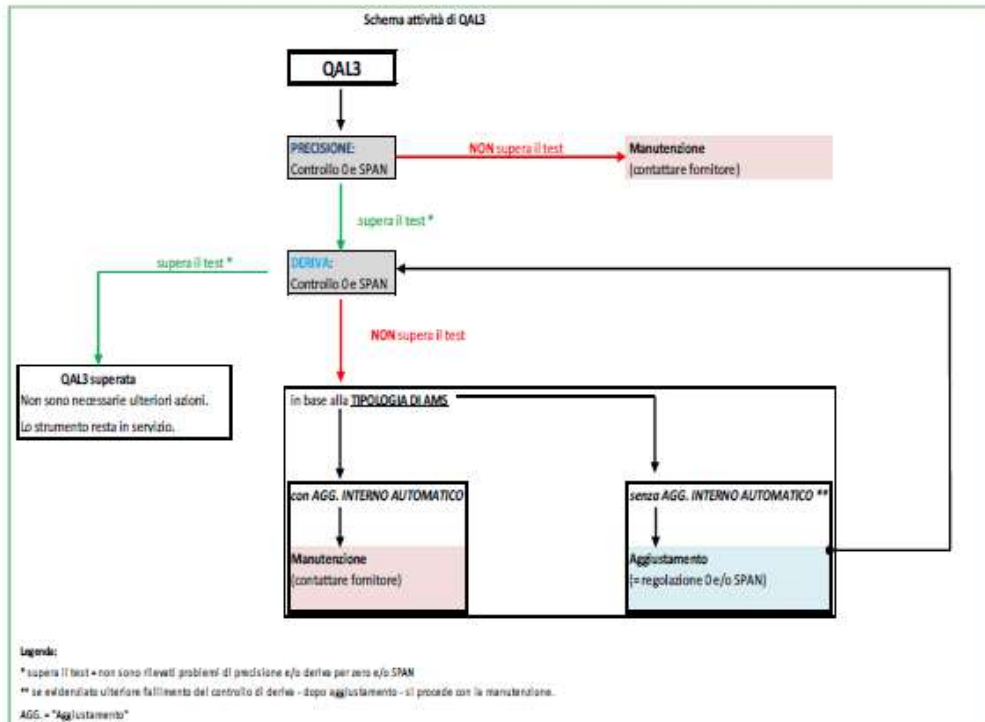 Schema attività di QAL3
QAL3
PRECISIONE:
Controllo 0 e SPAN
NON supera il test
Manutenzione
(contattare fornitore)
supera il test *
supera il test *
DERIVA:
Controllo 0 e SPAN
NON supera il test
QAL3 superata
Non sono necessarie ulteriori azioni.
Lo strumento resta in servizio.
in base alla TIPOLOGIA DI AMS
con AGG. INTERNO AUTOMATICO
senza AGG. INTERNO AUTOMATICO **
Manutenzione
(contattare fornitore)
Aggiustamento
(= regolazione 0 e/o SPAN)
Legenda:
* supera il test = non sono rilevati problemi di precisione e/o deriva per zero e/o SPAN
** se evidenziato ulteriore fallimento del controllo di deriva - dopo aggiustamento - si procede con la manutenzione.
AGG. = "Aggiustamento"